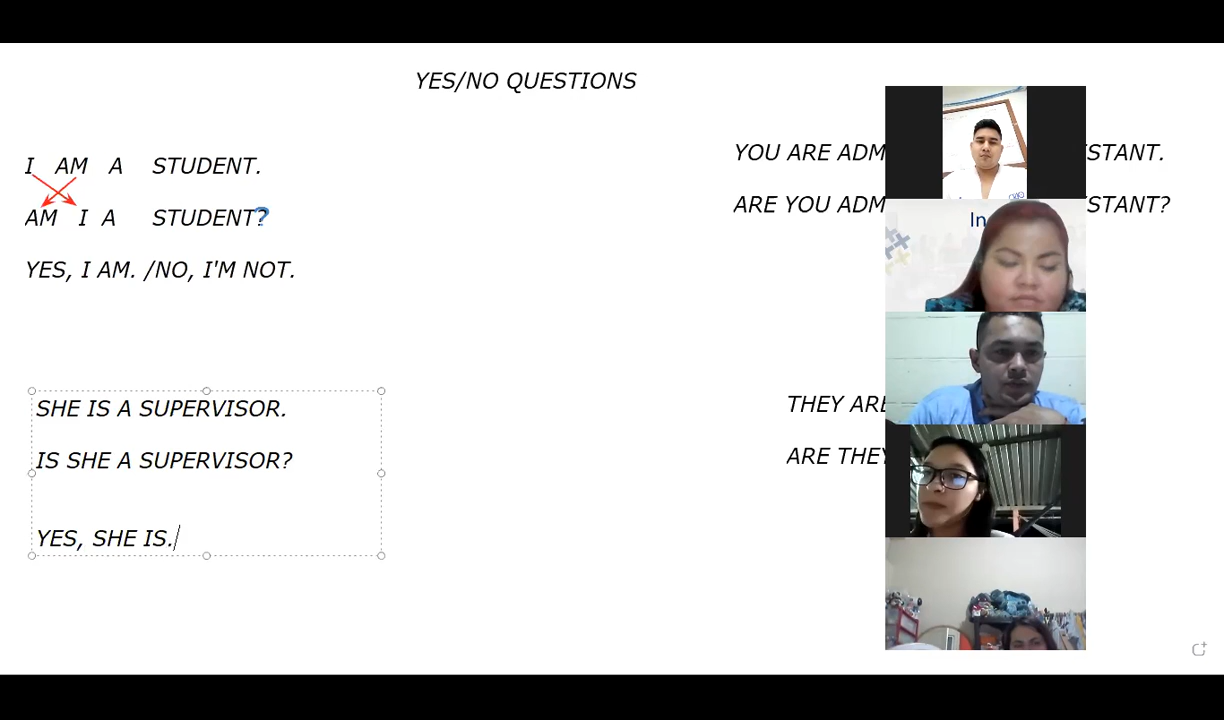 YES/NO QUESTIONS
I AM A STUDENT.
AM I A STUDENT?
YES, I AM. /NO, I'M NOT.
YOU ARE ADM STANT.
ARE YOU ADM STANT?
In
SHE IS A SUPERVISOR.
IS SHE A SUPERVISOR?
YES, SHE IS.
THEY ARE
ARE THEY